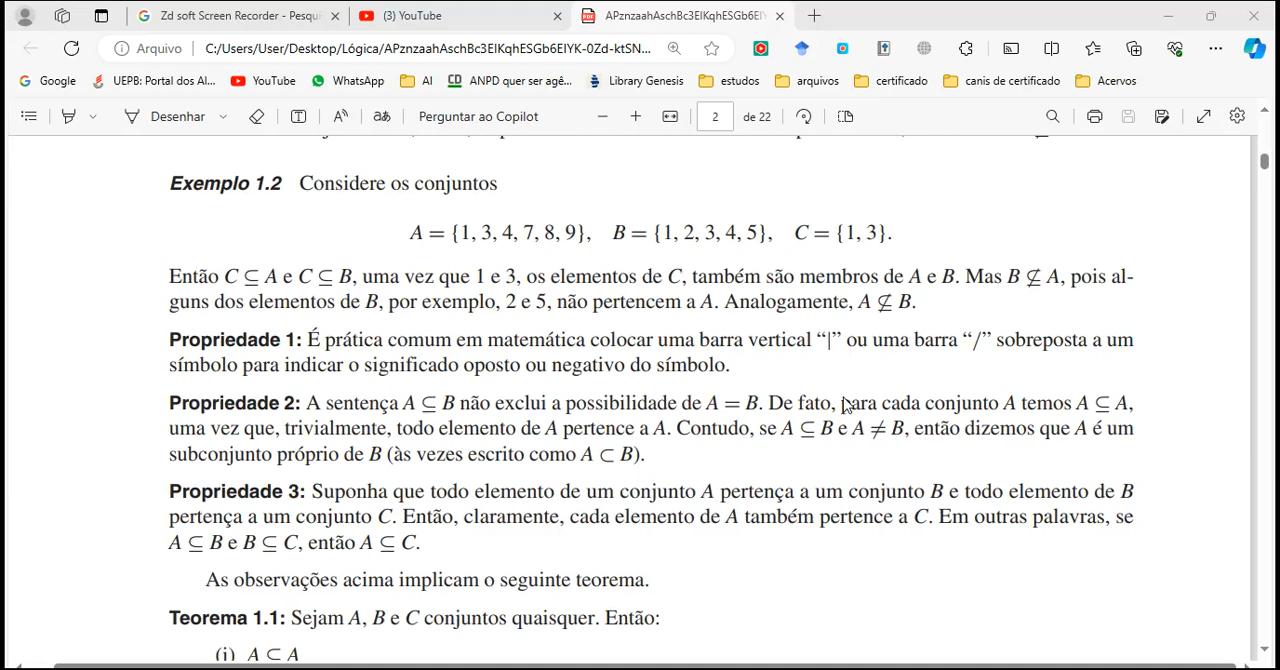 Zd soft Screen Recorder - Pesqui
(3) YouTube
APznzaahAschBc3EIKqhESGb6EIY
Arquivo
C:/Users/User/Desktop/Lógica/APznzaahAschBc3EIKqhESGb6EIYK-0Zd-ktSN...
Google
UEPB: Portal dos Al...
YouTube
WhatsApp
AI
ANPD quer ser agê...
Library Genesis
estudos
arquivos
certificado
canis de certificado
Acervos
Desenhar
aあ
Perguntar ao Copilot
2
de 22
Exemplo 1.2 Considere os conjuntos
A = {1, 3, 4, 7, 8, 9}, B = {1, 2, 3, 4, 5}, C = {1, 3}.
Então C ⊆ A e C ⊆ B, uma vez que 1 e 3, os elementos de C, também são membros de A e B. Mas B ⊈ A, pois al-
guns dos elementos de B, por exemplo, 2 e 5, não pertencem a A. Analogamente, A ⊈ B.
Propriedade 1: É prática comum em matemática colocar uma barra vertical “|” ou uma barra “/” sobreposta a um
símbolo para indicar o significado oposto ou negativo do símbolo.
Propriedade 2: A sentença A ⊆ B não exclui a possibilidade de A = B. De fato, para cada conjunto A temos A ⊆ A,
uma vez que, trivialmente, todo elemento de A pertence a A. Contudo, se A ⊆ B e A ≠ B, então dizemos que A é um
subconjunto próprio de B (às vezes escrito como A ⊂ B).
Propriedade 3: Suponha que todo elemento de um conjunto A pertença a um conjunto B e todo elemento de B
pertença a um conjunto C. Então, claramente, cada elemento de A também pertence a C. Em outras palavras, se
A ⊆ B e B ⊆ C, então A ⊆ C.
As observações acima implicam o seguinte teorema.
Teorema 1.1: Sejam A, B e C conjuntos quaisquer. Então:
(i) A ⊆ A